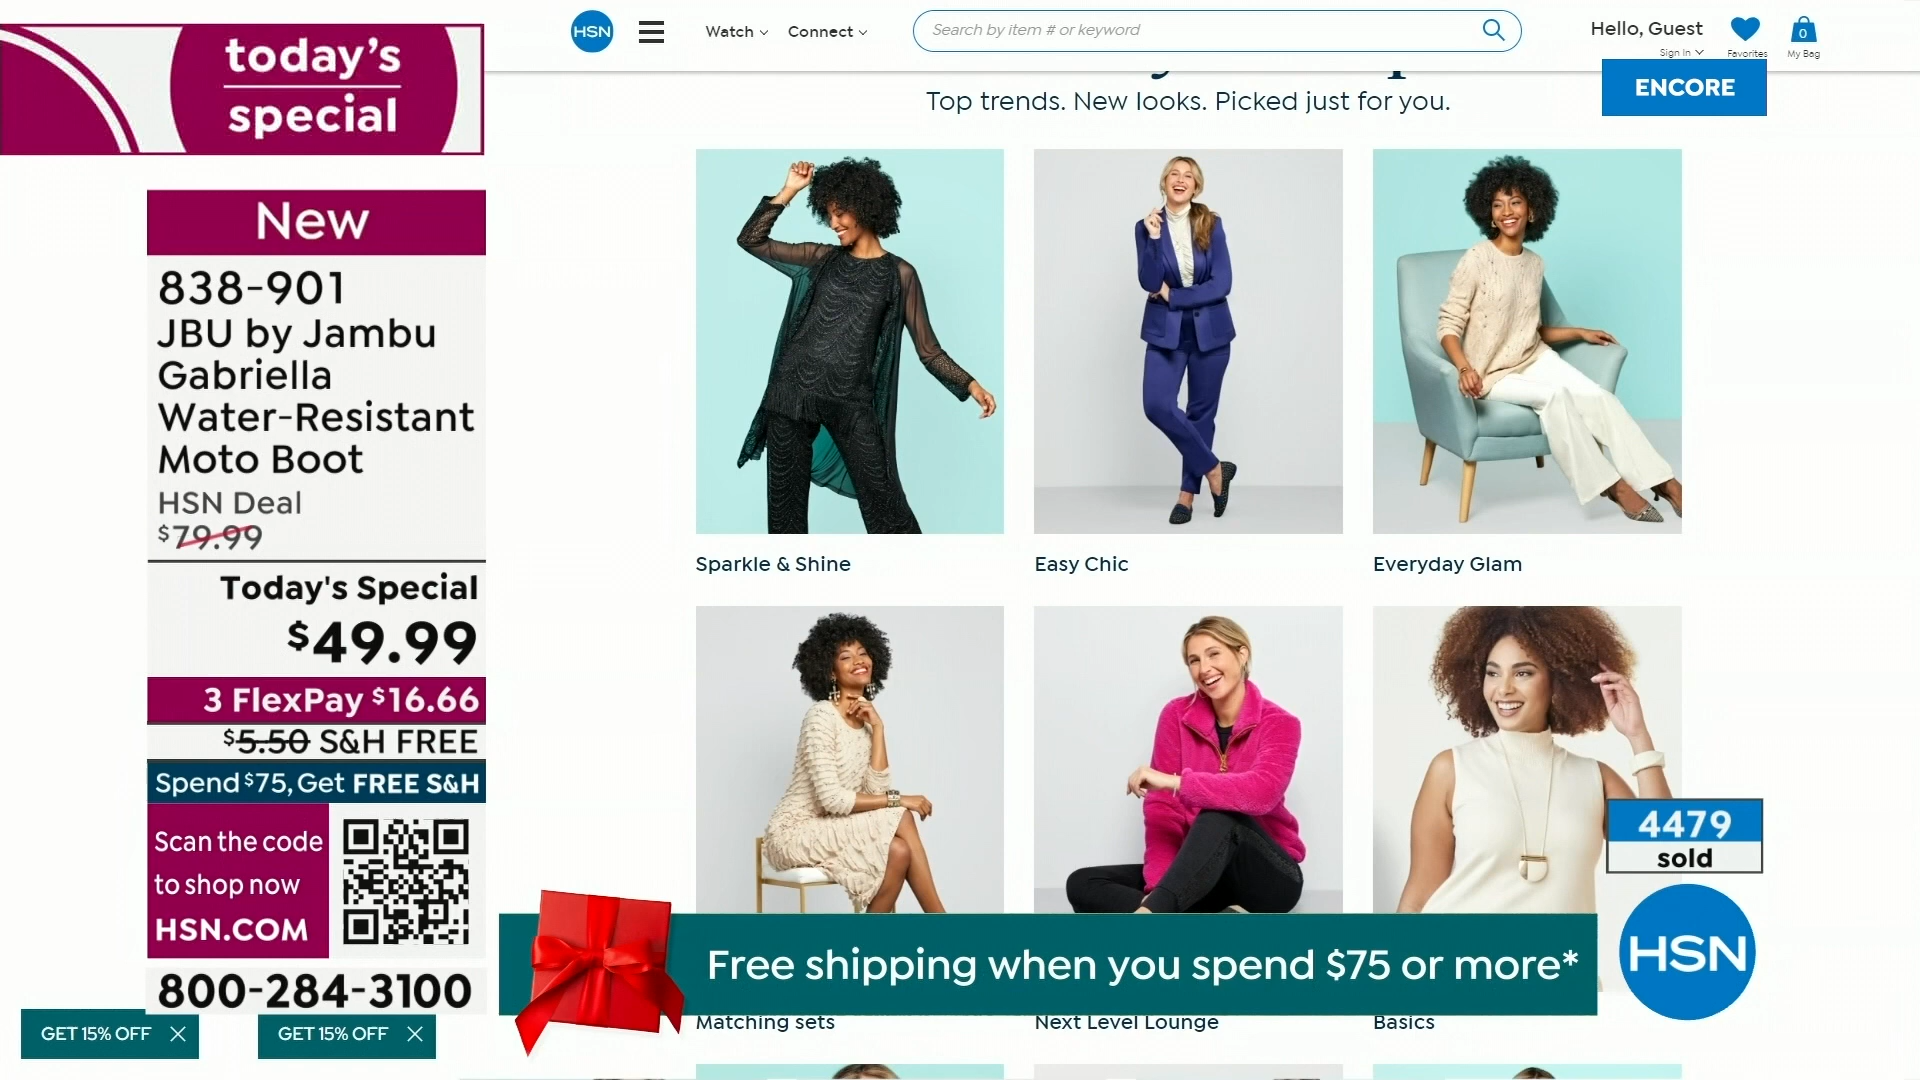 today's
special
New
838-901
JBU by Jambu
Gabriella
Water-Resistant
Moto Boot
HSN Deal
$79.99
Today's Special
$49.99
3 FlexPay $16.66
$5.50 S&H FREE
Spend $75, Get FREE S&H
Scan the code
to shop now
HSN.COM
800-284-3100
GET 15% OFF
GET 15% OFF
HSN
Watch
Connect
Search by item # or keyword
Hello, Guest
Sign In
Favorites
0
My Bag
ENCORE
Top trends. New looks. Picked just for you.
Sparkle & Shine
Easy Chic
Everyday Glam
4479
sold
Free shipping when you spend $75 or more*
HSN
Matching sets
Next Level Lounge
Basics